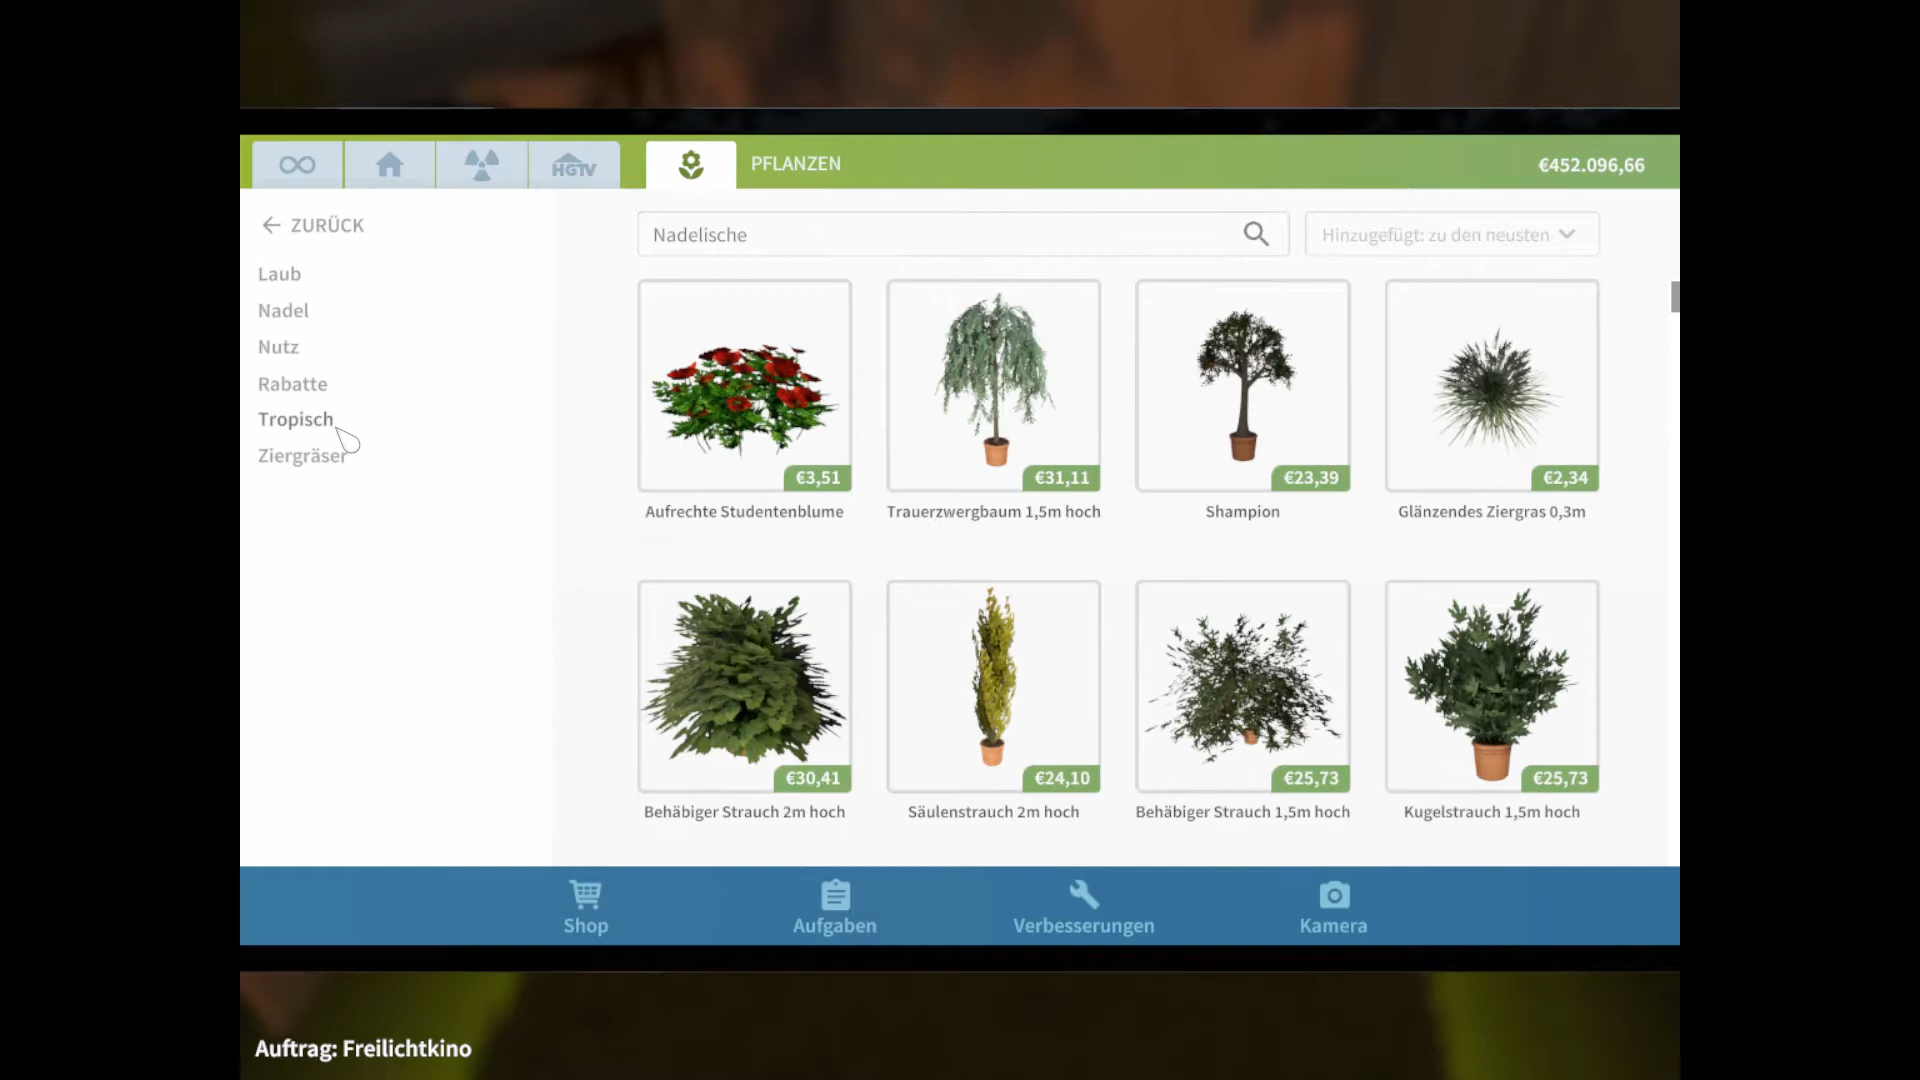 HGTV
PFLANZEN
€452.096,66
ZURÜCK
Laub
Nadel
Nutz
Rabatte
Tropisch
Ziergräser
Nadelische
Hinzugefügt: zu den neusten
€3,51
€31,11
€23,39
€2,34
Aufrechte Studentenblume
Trauerzwergbaum 1,5m hoch
Shampion
Glänzendes Ziergras 0,3m
€30,41
€24,10
€25,73
€25,73
Behäbiger Strauch 2m hoch
Säulenstrauch 2m hoch
Behäbiger Strauch 1,5m hoch
Kugelstrauch 1,5m hoch
Shop
Aufgaben
Verbesserungen
Kamera
Auftrag: Freilichtkino